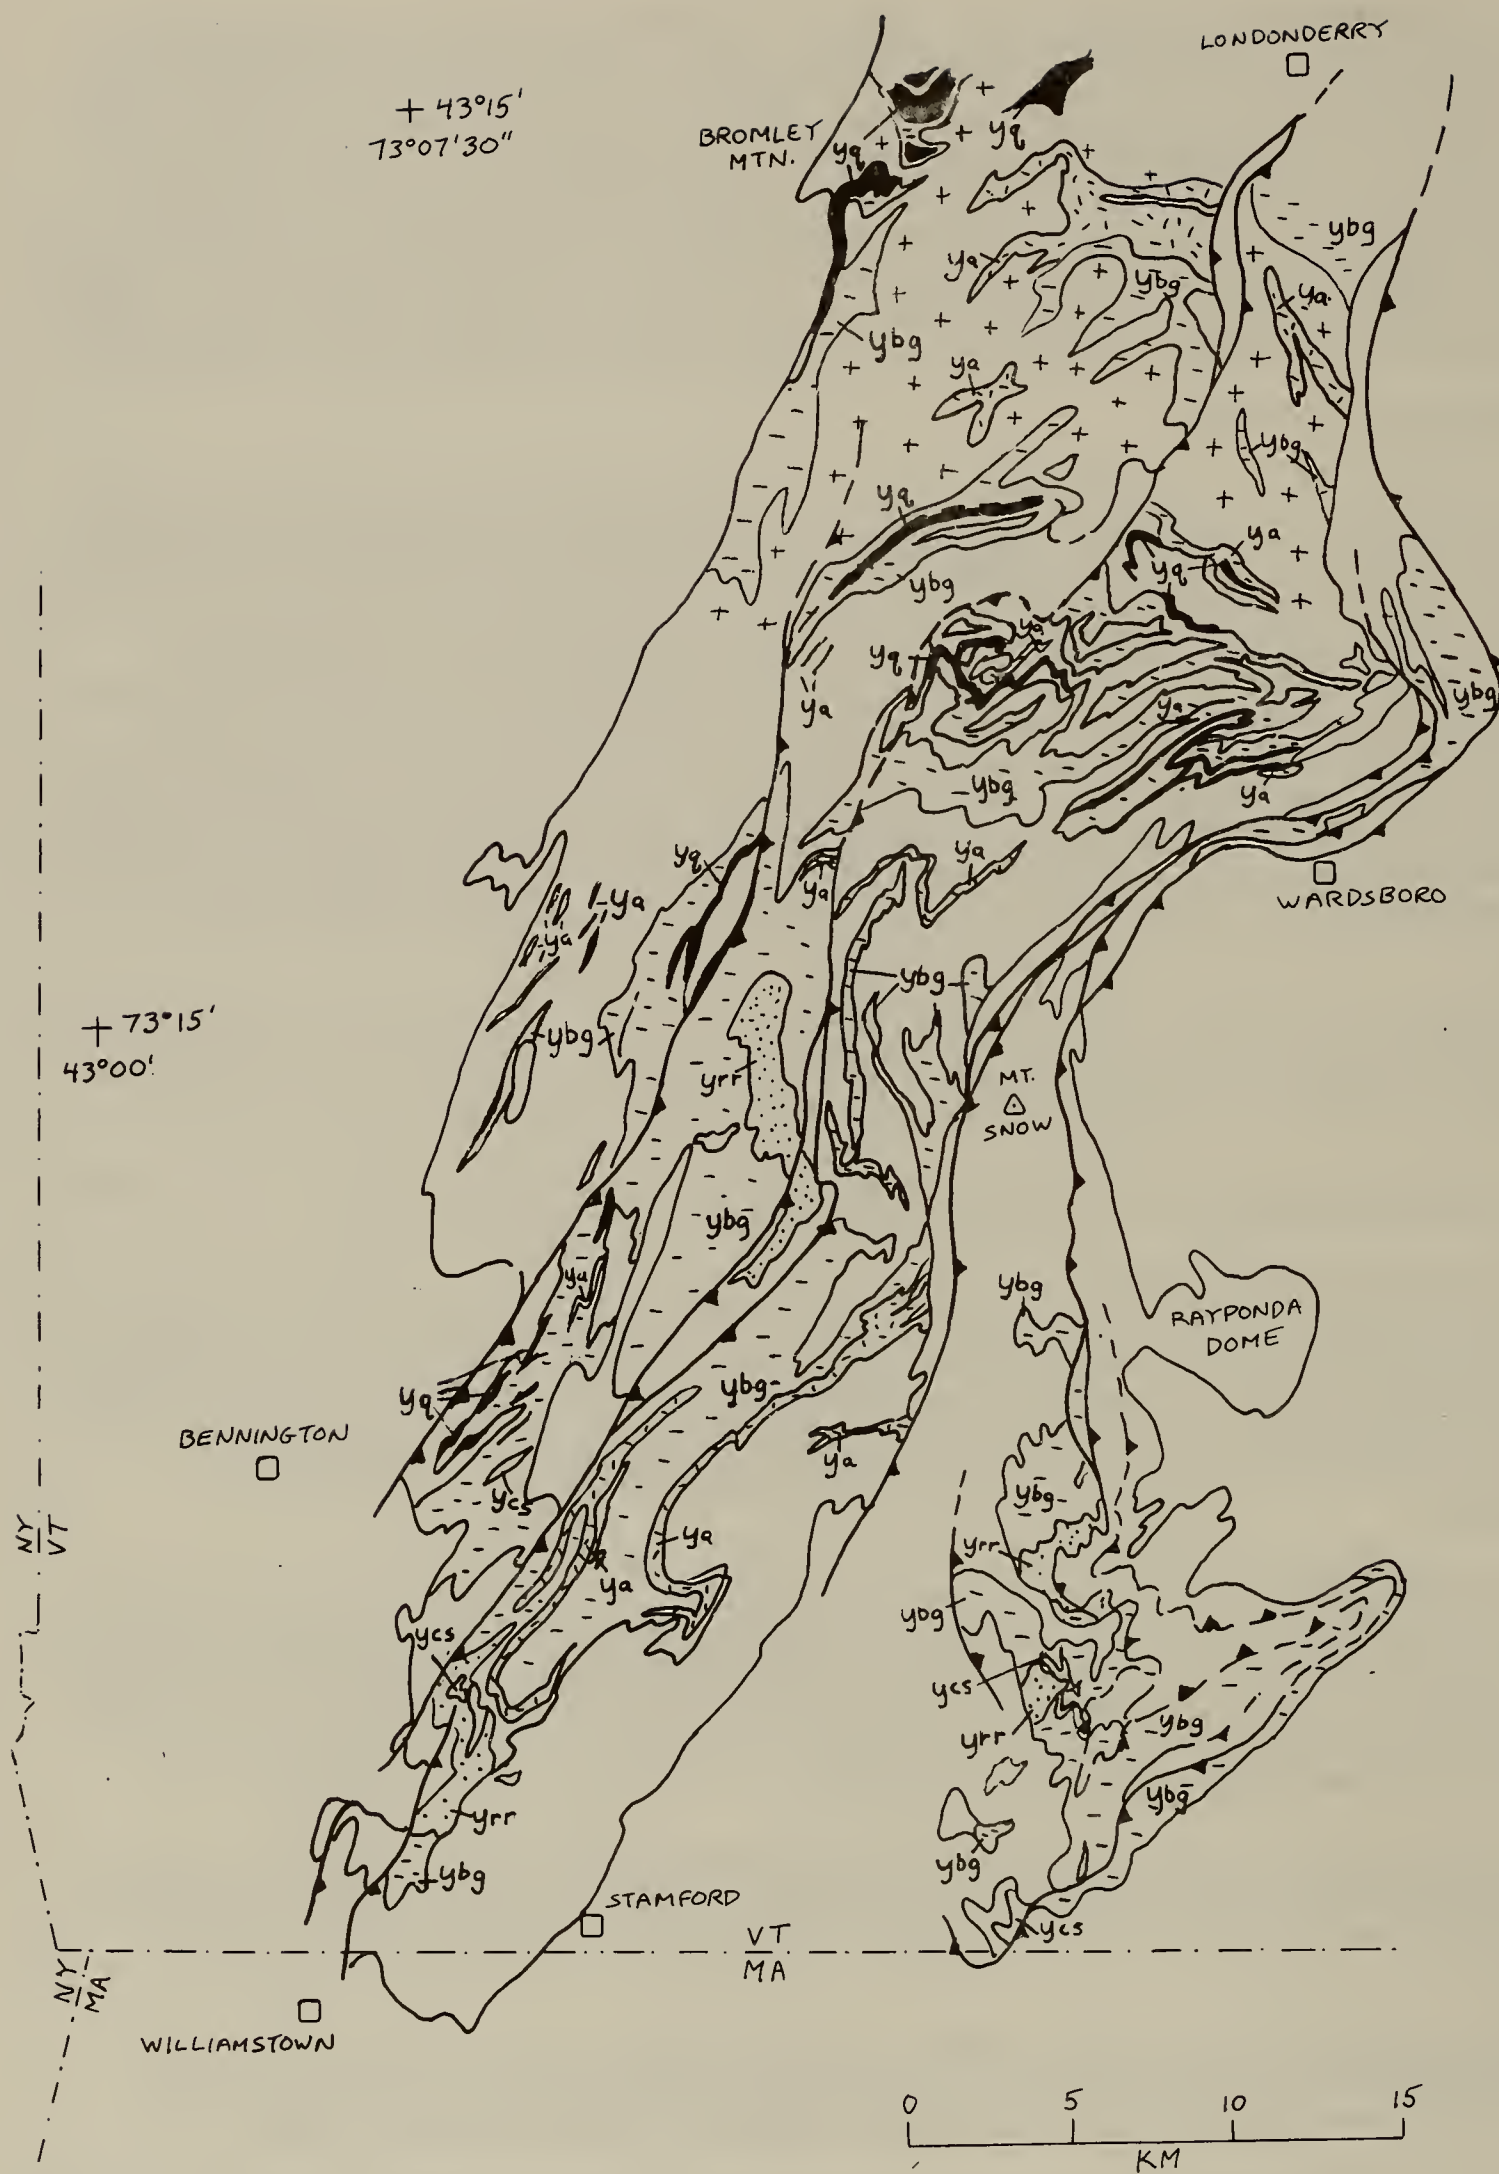 LONDONDERRY
+ 43°15'
73°07'30"
BROMLEY
MTN.
yq
yq
ybg
ya
ybg
ya
ybg
ya
ybg
yq
ya
yq
ybg
ya
yq
ya
ybg
ya
ybg
ya
yq
ya
ya
ya
ya
WARDSBORO
ybg
+ 73°15'
43°00'
ybg
yrr
MT.
SNOW
ybg
ya
ybg
RAYPONDA
DOME
ybg
yq
BENNINGTON
ya
ycs
ybg
NY
VT
ya
yrr
ya
ybg
ycs
ycs
yrr
ybg
ybg
yrr
ybg
ybg
STAMFORD
ycs
VT
MA
NY
MA
WILLIAMSTOWN
0 5 10 15
KM